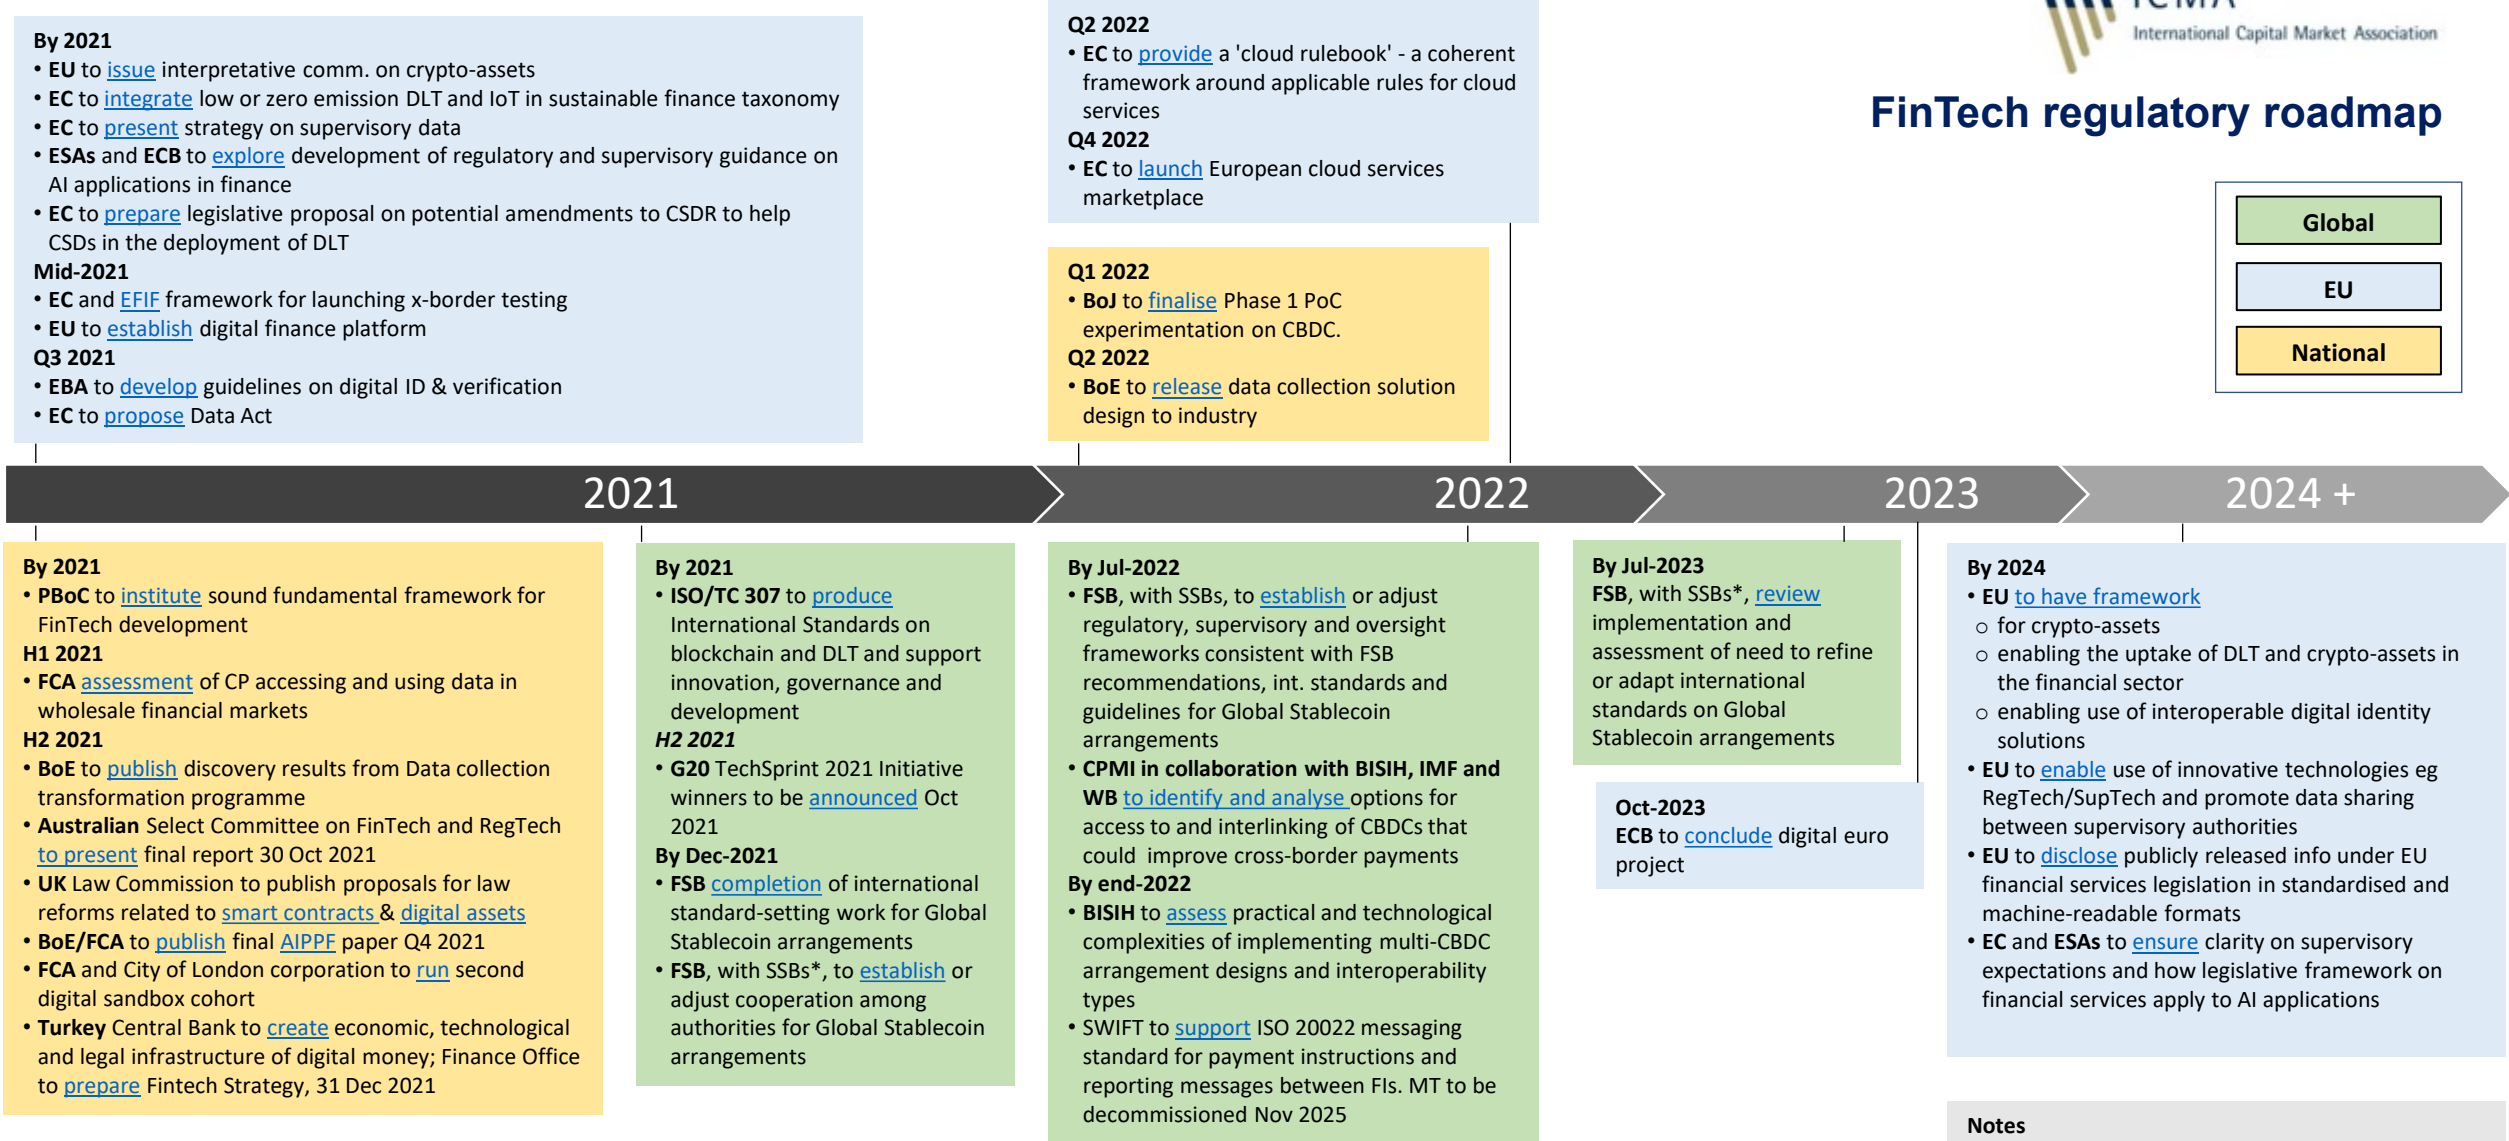 By 2021
• EU to issue interpretative comm. on crypto-assets
• EC to integrate low or zero emission DLT and IoT in sustainable finance taxonomy
• EC to present strategy on supervisory data
• ESAs and ECB to explore development of regulatory and supervisory guidance on
AI applications in finance
• EC to prepare legislative proposal on potential amendments to CSDR to help
CSDs in the deployment of DLT
Mid-2021
• EC and EFIF framework for launching x-border testing
• EU to establish digital finance platform
Q3 2021
• EBA to develop guidelines on digital ID & verification
• EC to propose Data Act
Q2 2022
• EC to provide a 'cloud rulebook' - a coherent
framework around applicable rules for cloud
services
Q4 2022
• EC to launch European cloud services
marketplace
Q1 2022
• BoJ to finalise Phase 1 PoC
experimentation on CBDC.
Q2 2022
• BoE to release data collection solution
design to industry
ICMA
International Capital Market Association
FinTech regulatory roadmap
Global
EU
National
2021
2022
2023
2024 +
By 2021
• PBoC to institute sound fundamental framework for
FinTech development
H1 2021
• FCA assessment of CP accessing and using data in
wholesale financial markets
H2 2021
• BoE to publish discovery results from Data collection
transformation programme
• Australian Select Committee on FinTech and RegTech
to present final report 30 Oct 2021
• UK Law Commission to publish proposals for law
reforms related to smart contracts & digital assets
• BoE/FCA to publish final AIPPF paper Q4 2021
• FCA and City of London corporation to run second
digital sandbox cohort
• Turkey Central Bank to create economic, technological
and legal infrastructure of digital money; Finance Office
to prepare Fintech Strategy, 31 Dec 2021
By 2021
• ISO/TC 307 to produce
International Standards on
blockchain and DLT and support
innovation, governance and
development
H2 2021
• G20 TechSprint 2021 Initiative
winners to be announced Oct
2021
By Dec-2021
• FSB completion of international
standard-setting work for Global
Stablecoin arrangements
• FSB, with SSBs*, to establish or
adjust cooperation among
authorities for Global Stablecoin
arrangements
By Jul-2022
• FSB, with SSBs, to establish or adjust
regulatory, supervisory and oversight
frameworks consistent with FSB
recommendations, int. standards and
guidelines for Global Stablecoin
arrangements
• CPMI in collaboration with BISIH, IMF and
WB to identify and analyse options for
access to and interlinking of CBDCs that
could improve cross-border payments
By end-2022
• BISIH to assess practical and technological
complexities of implementing multi-CBDC
arrangement designs and interoperability
types
• SWIFT to support ISO 20022 messaging
standard for payment instructions and
reporting messages between FIs. MT to be
decommissioned Nov 2025
By Jul-2023
FSB, with SSBs*, review
implementation and
assessment of need to refine
or adapt international
standards on Global
Stablecoin arrangements
Oct-2023
ECB to conclude digital euro
project
By 2024
• EU to have framework
o for crypto-assets
o enabling the uptake of DLT and crypto-assets in
the financial sector
o enabling use of interoperable digital identity
solutions
• EU to enable use of innovative technologies eg
RegTech/SupTech and promote data sharing
between supervisory authorities
• EU to disclose publicly released info under EU
financial services legislation in standardised and
machine-readable formats
• EC and ESAs to ensure clarity on supervisory
expectations and how legislative framework on
financial services apply to AI applications
Notes